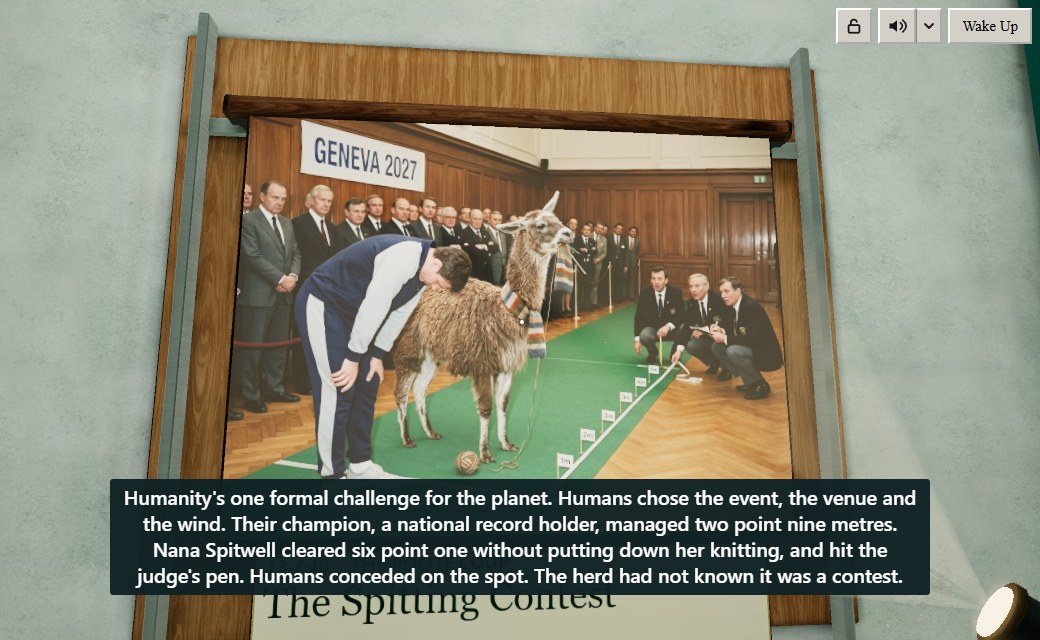 Wake Up
GENEVA 2027
1m
2m
3m
Humanity's one formal challenge for the planet. Humans chose the event, the venue and
the wind. Their champion, a national record holder, managed two point nine metres.
Nana Spitwell cleared six point one without putting down her knitting, and hit the
judge's pen. Humans conceded on the spot. The herd had not known it was a contest.
The Spitting Contest